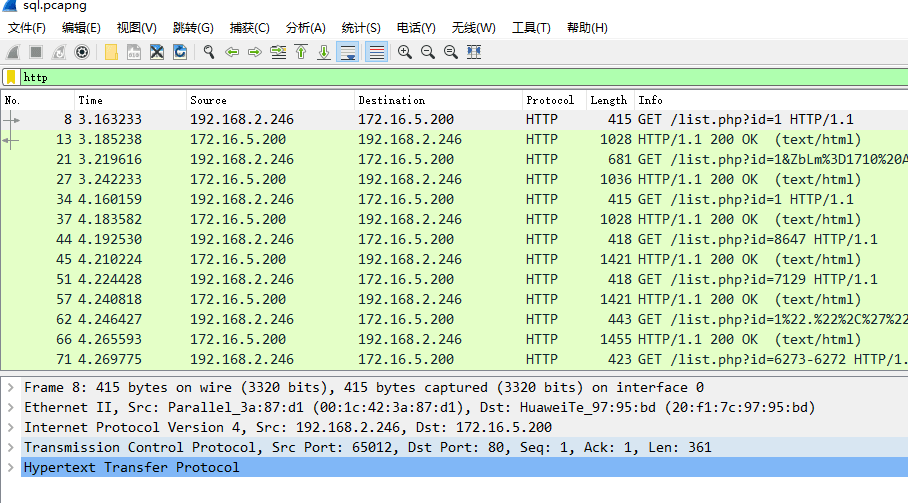 sql.pcapng
文件(F) 编辑(E) 视图(V) 跳转(G) 捕获(C) 分析(A) 统计(S) 电话(Y) 无线(W) 工具(T) 帮助(H)
http
No. Time Source Destination Protocol Length Info
8 3.163233 192.168.2.246 172.16.5.200 HTTP 415 GET /list.php?id=1 HTTP/1.1
13 3.185238 172.16.5.200 192.168.2.246 HTTP 1028 HTTP/1.1 200 OK (text/html)
21 3.219616 192.168.2.246 172.16.5.200 HTTP 681 GET /list.php?id=1&ZbLm%3D1710%20A
27 3.242233 172.16.5.200 192.168.2.246 HTTP 1036 HTTP/1.1 200 OK (text/html)
34 4.160159 192.168.2.246 172.16.5.200 HTTP 415 GET /list.php?id=1 HTTP/1.1
37 4.183582 172.16.5.200 192.168.2.246 HTTP 1028 HTTP/1.1 200 OK (text/html)
44 4.192530 192.168.2.246 172.16.5.200 HTTP 418 GET /list.php?id=8647 HTTP/1.1
45 4.210224 172.16.5.200 192.168.2.246 HTTP 1421 HTTP/1.1 200 OK (text/html)
51 4.224428 192.168.2.246 172.16.5.200 HTTP 418 GET /list.php?id=7129 HTTP/1.1
57 4.240818 172.16.5.200 192.168.2.246 HTTP 1421 HTTP/1.1 200 OK (text/html)
62 4.246427 192.168.2.246 172.16.5.200 HTTP 443 GET /list.php?id=1%22.%22%2C%27%22
66 4.265593 172.16.5.200 192.168.2.246 HTTP 1455 HTTP/1.1 200 OK (text/html)
71 4.269775 192.168.2.246 172.16.5.200 HTTP 423 GET /list.php?id=6273-6272 HTTP/1.
Frame 8: 415 bytes on wire (3320 bits), 415 bytes captured (3320 bits) on interface 0
Ethernet II, Src: Parallel_3a:87:d1 (00:1c:42:3a:87:d1), Dst: HuaweiTe_97:95:bd (20:f1:7c:97:95:bd)
Internet Protocol Version 4, Src: 192.168.2.246, Dst: 172.16.5.200
Transmission Control Protocol, Src Port: 65012, Dst Port: 80, Seq: 1, Ack: 1, Len: 361
Hypertext Transfer Protocol